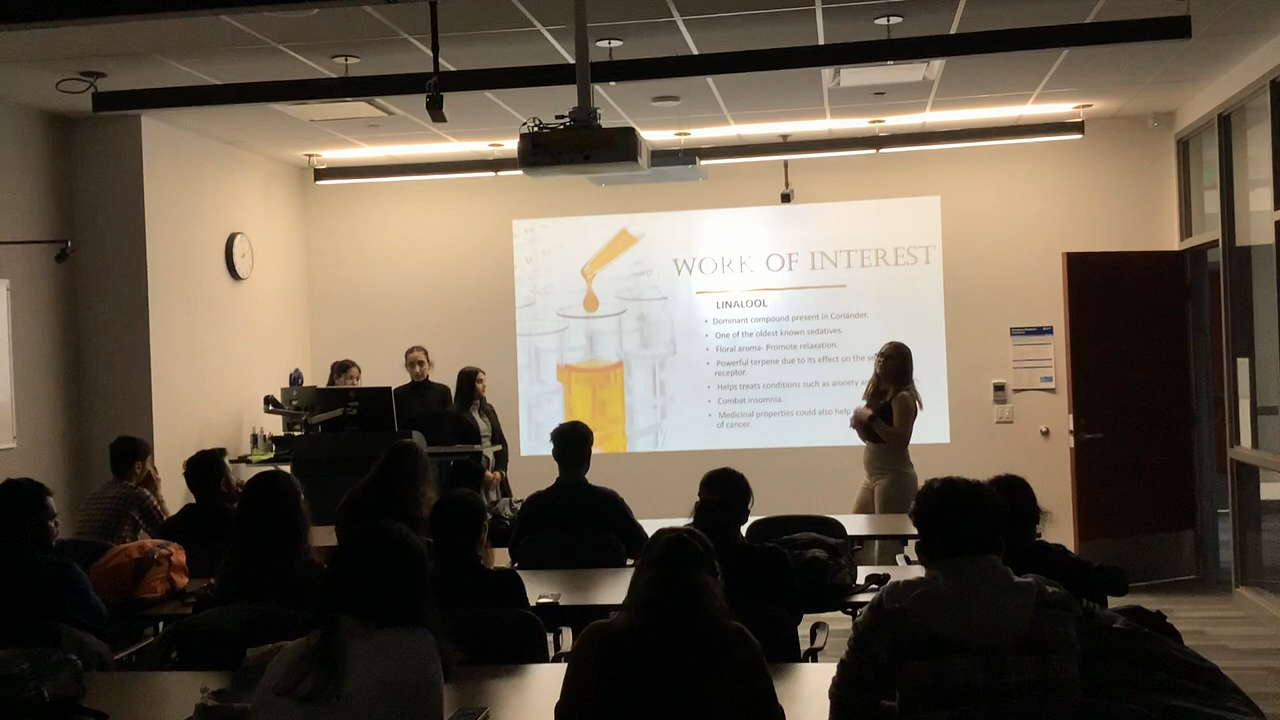 WORK OF INTEREST
LINALOOL
• Dominant compound present in Coriander.
• One of the oldest known sedatives.
• Floral aroma- Promote relaxation.
• Powerful terpene due to its effect on the se
receptor.
• Helps treats conditions such as anxiety a
• Combat insomnia.
• Medicinal properties could also help
of cancer.